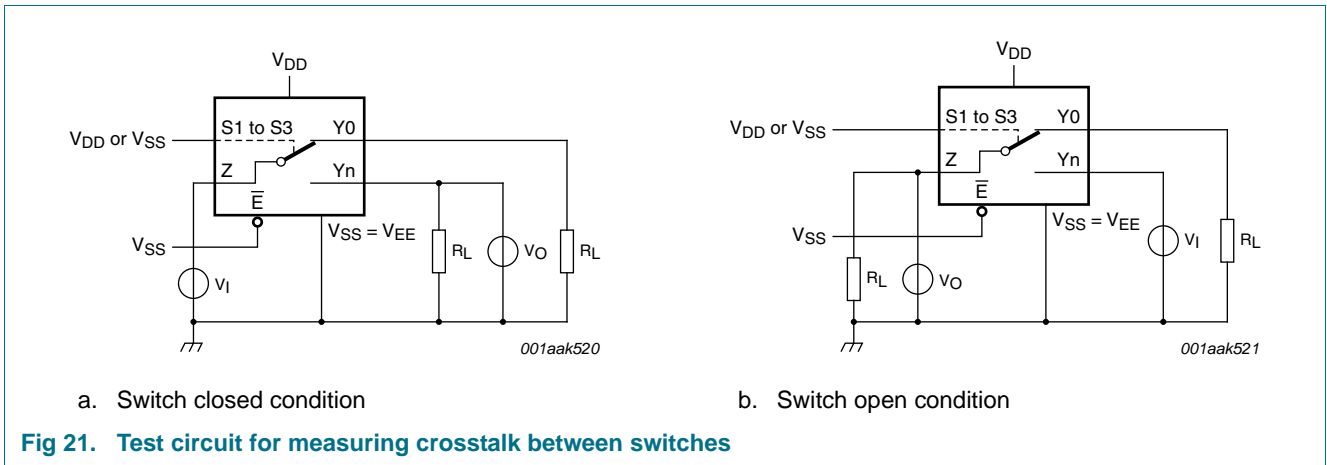 VDD
VDD or VSS
S1 to S3
Y0
Z
Yn
E
VSS
VSS = VEE
VI
RL
VO
RL
001aak520
a. Switch closed condition
VDD
VDD or VSS
S1 to S3
Y0
Z
Yn
E
VSS
VSS = VEE
RL
VO
VI
RL
001aak521
b. Switch open condition
Fig 21. Test circuit for measuring crosstalk between switches